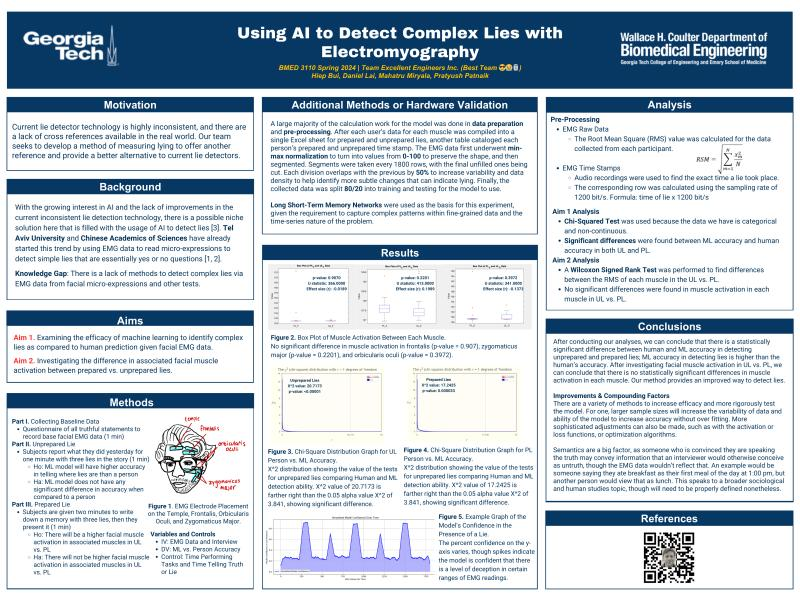 Georgia
Tech
Using AI to Detect Complex Lies with
Electromyography
BMED 3110 Spring 2024 | Team Excellent Engineers Inc. (Best Team
Hiep Bui, Daniel Lai, Mahatru Miryala, Pratyush Patnaik
Wallace H. Coulter Department of
Biomedical Engineering
Georgia Tech College of Engineering and Emory School of Medicine
Motivation
Current lie detector technology is highly inconsistent, and there are
a lack of cross references available in the real world. Our team
seeks to develop a method of measuring lying to offer another
reference and provide a better alternative to current lie detectors.
Background
With the growing interest in AI and the lack of improvements in the
current inconsistent lie detection technology, there is a possible niche
solution here that is filled with the usage of AI to detect lies [3]. Tel
Aviv University and Chinese Academics of Sciences have already
started this trend by using EMG data to read micro-expressions to
detect simple lies that are essentially yes or no questions [1, 2].
Knowledge Gap: There is a lack of methods to detect complex lies via
EMG data from facial micro-expressions and other tests.
Aims
Aim 1. Examining the efficacy of machine learning to identify complex
lies as compared to human prediction given facial EMG data.
Aim 2. Investigating the difference in associated facial muscle
activation between prepared vs. unprepared lies.
Methods
Part I. Collecting Baseline Data
• Questionnaire of all truthful statements to
record base facial EMG data (1 min)
Part II. Unprepared Lie
• Subjects report what they did yesterday for
one minute with three lies in the story (1 min)
○ Ho: ML model will have higher accuracy
in telling where lies are than a person
○ Ha: ML model does not have any
significant difference in accuracy when
compared to a person
Part III. Prepared Lie
• Subjects are given two minutes to write
down a memory with three lies, then they
present it (1 min)
○ Ho: There will be a higher facial muscle
activation in associated muscles in UL
vs. PL
○ Ha: There will not be higher facial muscle
activation in associated muscles in UL
vs. PL
temple
frontalis
orbicularis
oculi
zygomaticus
major
Figure 1. EMG Electrode Placement
on the Temple, Frontalis, Orbicularis
Oculi, and Zygomaticus Major.
Variables and Controls
• IV: EMG Data and Interview
• DV: ML vs. Person Accuracy
• Control: Time Performing
Tasks and Time Telling Truth
or Lie
Additional Methods or Hardware Validation
A large majority of the calculation work for the model was done in data preparation
and pre-processing. After each user's data for each muscle was compiled into a
single Excel sheet for prepared and unprepared lies, another table catalogued each
person's prepared and unprepared time stamp. The EMG data first underwent min-
max normalization to turn into values from 0-100 to preserve the shape, and then
then segmented. Segments were taken every 1800 rows, with the final unfilled ones being
cut. Each division overlaps with the previous by 50% to increase variability and data
density to help identify more subtle changes that can indicate lying. Finally, the
collected data was split 80/20 into training and testing for the model to use.
Long Short-Term Memory Networks were used as the basis for this experiment,
given the requirement to capture complex patterns within fine-grained data and the
time-series nature of the problem.
Results
p-value: 0.9070
U statistic: 356.0000
Effect size (r): -0.0189
p-value: 0.2201
U statistic: 413.0000
p-value: 0.3972
U statistic: 341.0000
Figure 2. Box Plot of Muscle Activation Between Each Muscle.
No significant difference in muscle activation in frontalis (p-value = 0.907), zygomaticus
major (p-value = 0.2201), and orbicularis oculi (p-value = 0.3972).
Unprepared Lies
X^2 value: 20.7173
p-value: <0.00001
Prepared Lies
X^2 value: 17.2425
p-value: 0.000033
Figure 3. Chi-Square Distribution Graph for UL
Person vs. ML Accuracy.
X^2 distribution showing the value of the tests
for unprepared lies comparing Human and ML
detection ability. X^2 value of 20.7173 is
farther right than the 0.05 alpha value X^2 of
3.841, showing significant differences.
Figure 4. Chi-Square Distribution Graph for PL
Person vs. ML Accuracy.
X^2 distribution showing the value of the tests
for prepared lies comparing Human and ML
detection ability. X^2 value of 17.2425 is
farther right than the 0.05 alpha value X^2 of
3.841, showing significant differences.
Figure 5. Example Graph of the
Model's Confidence in the
Presence of a Lie.
The percent confidence on the y-
axis varies, though spikes indicate
the model is confident that there
is a level of deception in certain
ranges of EMG readings.
Analysis
Pre-Processing
• EMG Raw Data
○ The Root Mean Square (RMS) value was calculated for the data
collected from each participant.
• EMG Time Stamps
○ Audio recordings were used to find the exact time a lie took place.
○ The corresponding row was calculated using the sampling rate of
1200 bit/s. Formula: time of lie x 1200 bit/s
Aim 1 Analysis
• Chi-Squared Test was used because the data we have is categorical
and non-continuous.
• Significant differences were found between ML accuracy and human
accuracy in both UL and PL.
Aim 2 Analysis
• A Wilcoxon Signed Rank Test was performed to find differences
between the RMS of each muscle in the UL vs. PL.
• No significant differences were found in muscle activation in each
muscle in UL vs. PL.
Conclusions
After conducting our analyses, we can conclude that there is a statistically
significant difference between human and ML accuracy in detecting
unprepared and prepared lies; ML accuracy in detecting lies is higher than the
human's accuracy. After investigating facial muscle activation in UL vs. PL, we
can conclude that there is no statistically significant differences in muscle
activation in each muscle. Our method provides an improved way to detect lies.
Improvements & Compounding Factors
There are a variety of methods to increase efficacy and more rigorously test
the model. For one, larger sample sizes will increase the variability of data and
ability of the model to increase accuracy without over fitting. More
sophisticated adjustments can also be made, such as with the activation or
loss functions, or optimization algorithms.
Semantics are a big factor, as someone who is convinced they are speaking
the truth may convey information that an interviewer would otherwise conceive
as untruth, though the EMG data wouldn't reflect that. An example would be
someone saying they ate breakfast as their first meal of the day at 1:00 pm, but
another person would view that as lunch. This speaks to a broader sociological
and human studies topic, though will need to be properly defined nonetheless.
References